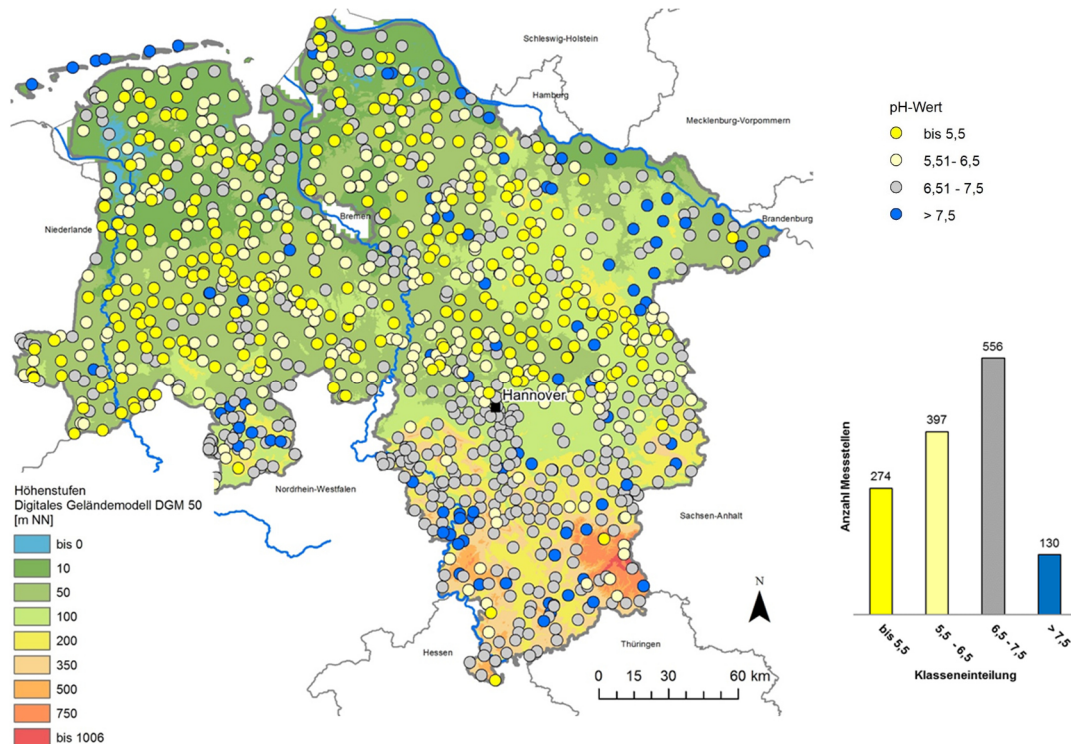 Schleswig-Holstein
Hamburg
Mecklenburg-Vorpommern
Bremen
Niederlande
Brandenburg
Hannover
Nordrhein-Westfalen
Sachsen-Anhalt
Hessen
Thüringen
N
0 15 30 60 km
Höhenstufen
Digitales Geländemodell DGM 50
[m NN]
bis 0
10
50
100
200
350
500
750
bis 1006
pH-Wert
bis 5,5
5,51- 6,5
6,51 - 7,5
> 7,5
Anzahl Messstellen
274
397
556
130
bis 5,5
5,5 - 6,5
6,5 - 7,5
> 7,5
Klasseneinteilung